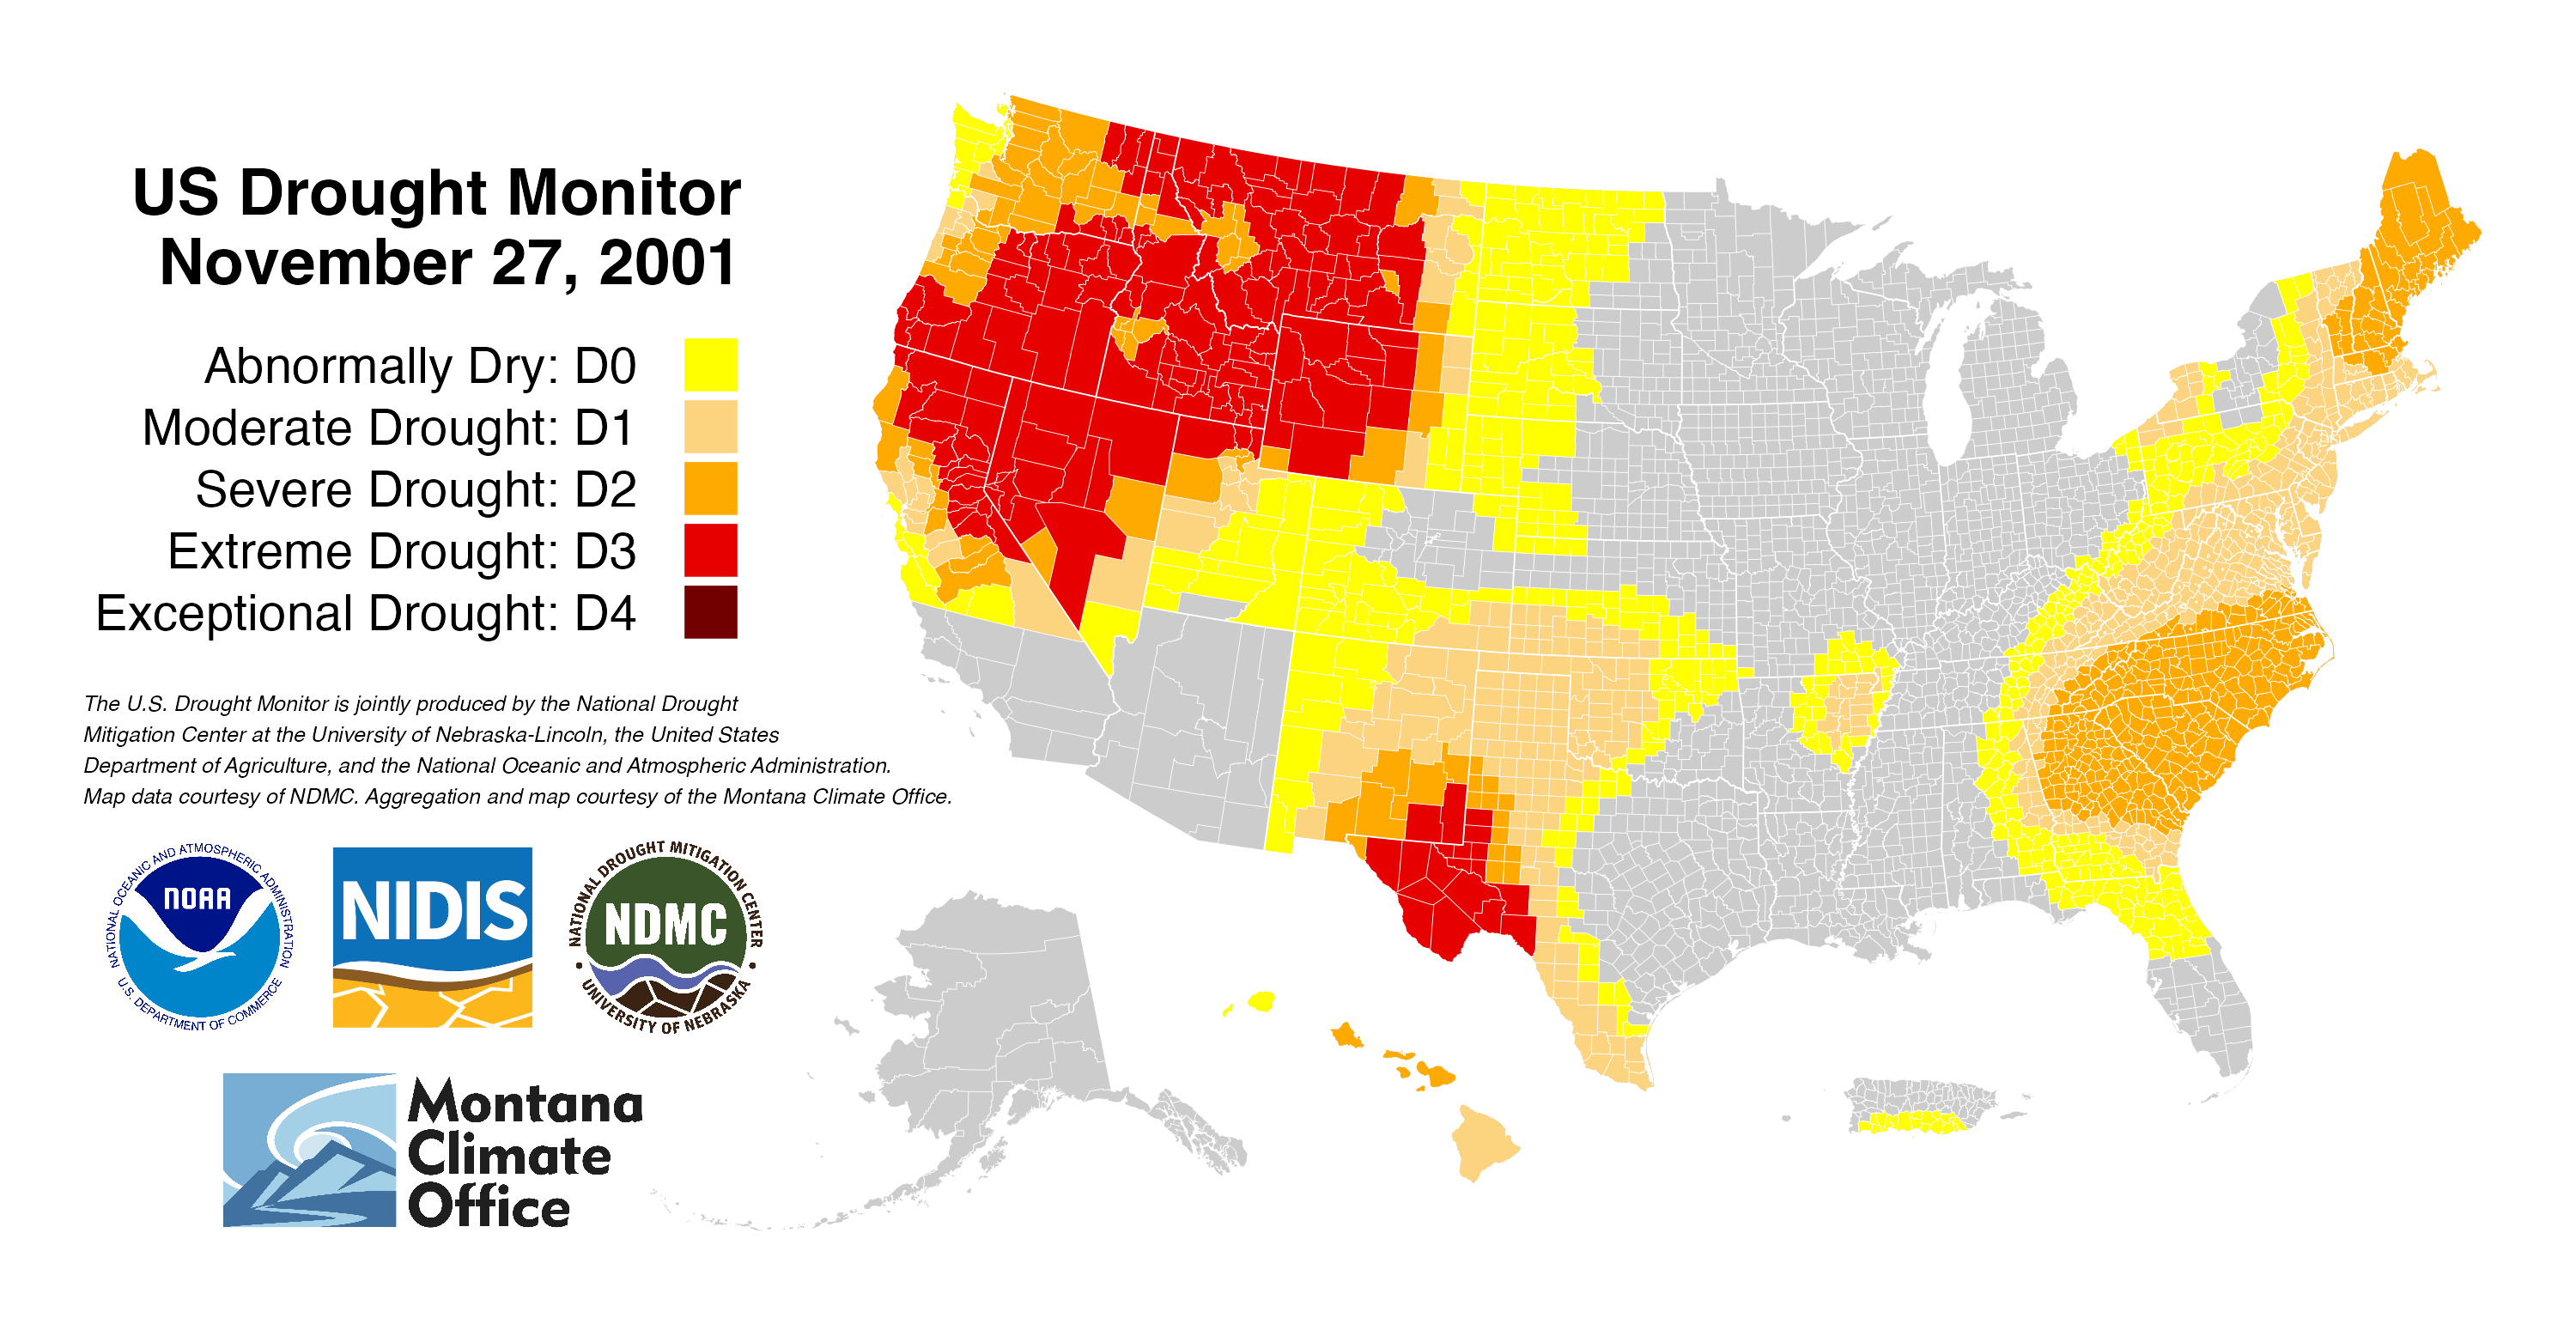 US Drought Monitor
November 27, 2001
Abnormally Dry: D0
Moderate Drought: D1
Severe Drought: D2
Extreme Drought: D3
Exceptional Drought: D4
The U.S. Drought Monitor is jointly produced by the National Drought
Mitigation Center at the University of Nebraska-Lincoln, the United States
Department of Agriculture, and the National Oceanic and Atmospheric Administration.
Map data courtesy of NDMC. Aggregation and map courtesy of the Montana Climate Office.
NATIONAL OCEANIC AND ATMOSPHERIC ADMINISTRATION
NOAA
U.S. DEPARTMENT OF COMMERCE
NIDIS
NATIONAL DROUGHT MITIGATION CENTER
NDMC
UNIVERSITY OF NEBRASKA
Montana
Climate
Office